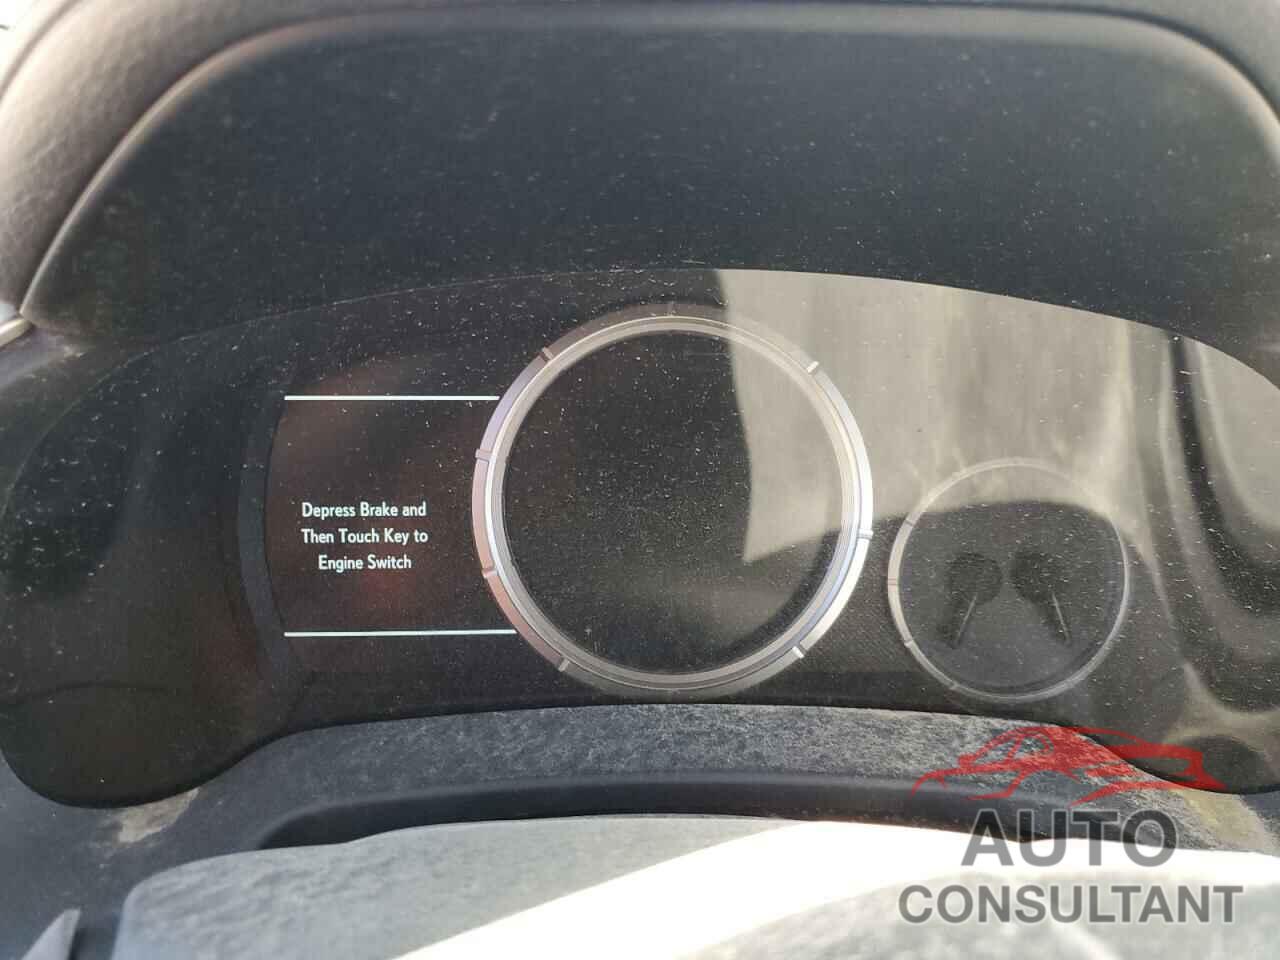 Depress Brake and
Then Touch Key to
Engine Switch
AUTO
CONSULTANT